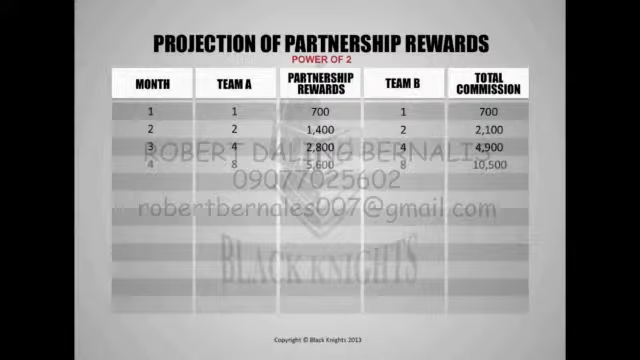 PROJECTION OF PARTNERSHIP REWARDS
POWER OF 2
MONTH TEAM A PARTNERSHIP REWARDS TEAM B TOTAL COMMISSION
1 1 700 1 700
2 2 1,400 2 2,100
3 4 2,800 4 4,900
4 8 5,600 8 10,500
ROBERT DALING BERNALIS
09077025602
robertbernales007@gmail.com
BLACK KNIGHTS
Copyright © Black Knights 2013